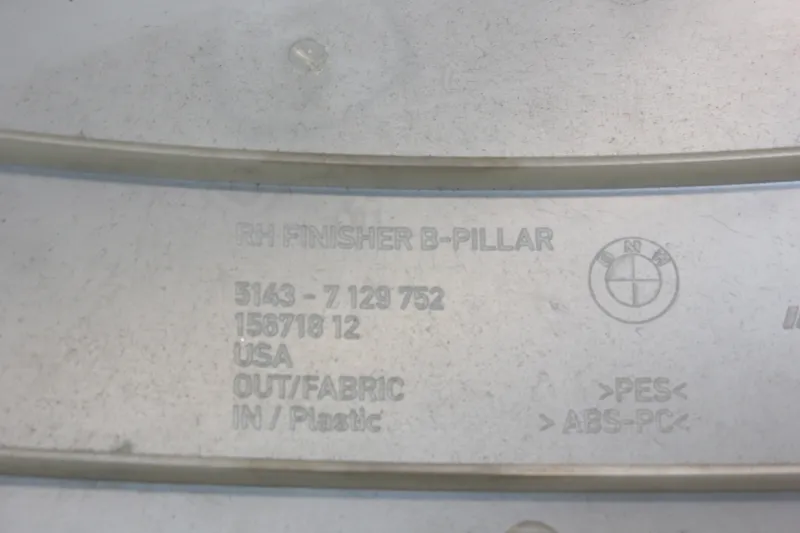 RH FINISHER B-PILLAR
BMW
5143 - 7 129 752
156718 12
USA
OUT/FABRIC >PES<
IN / Plastic >ABS-PC<